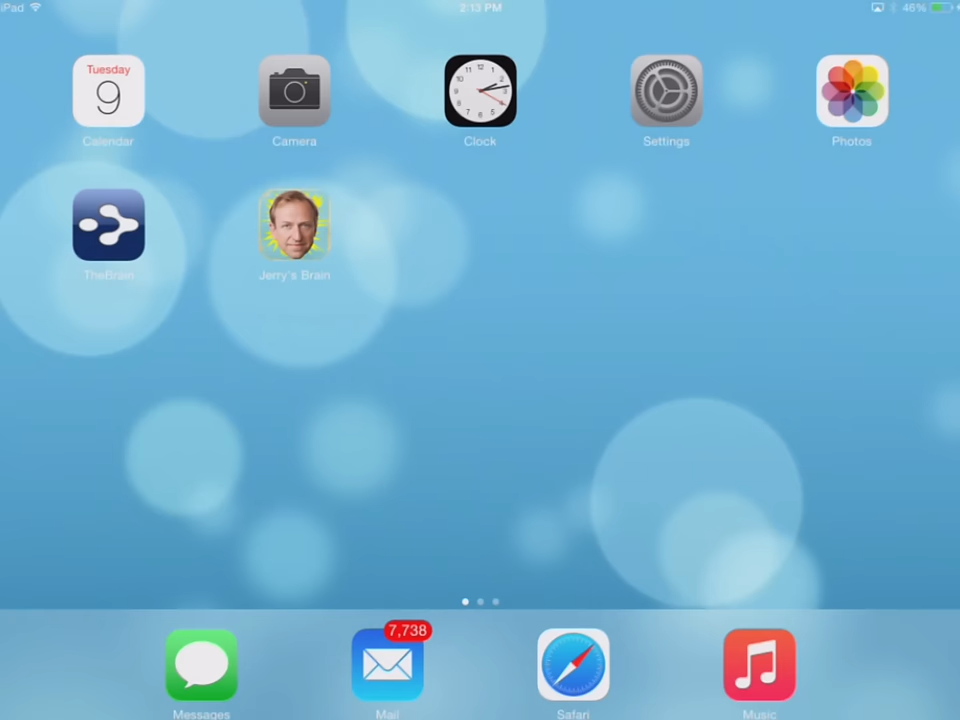 iPad 2:13 PM 46%
Tuesday
9
Calendar Camera Clock Settings Photos
TheBrain Jerry's Brain
7,738
Messages Mail Safari Music